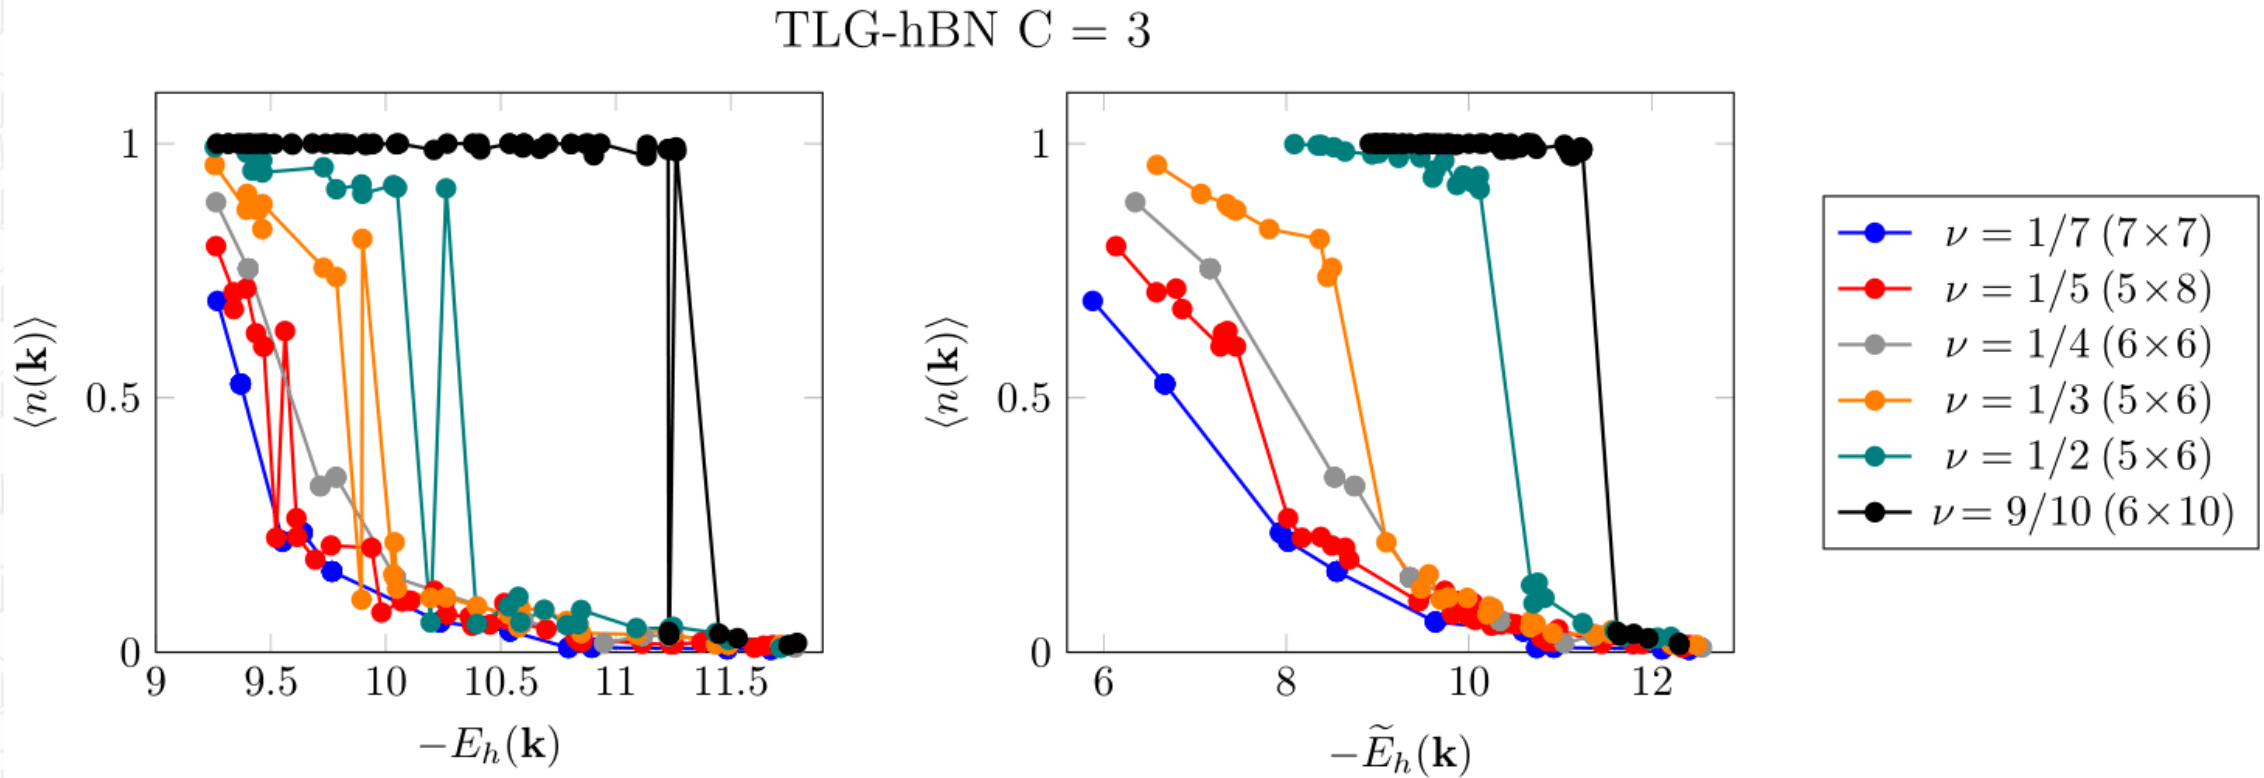 TLG-hBN C = 3
⟨n(k)⟩
1
0.5
0
9 9.5 10 10.5 11 11.5
−E_h(k)
⟨n(k)⟩
1
0.5
0
6 8 10 12
−Ẽ_h(k)
ν = 1/7 (7×7)
ν = 1/5 (5×8)
ν = 1/4 (6×6)
ν = 1/3 (5×6)
ν = 1/2 (5×6)
ν = 9/10 (6×10)